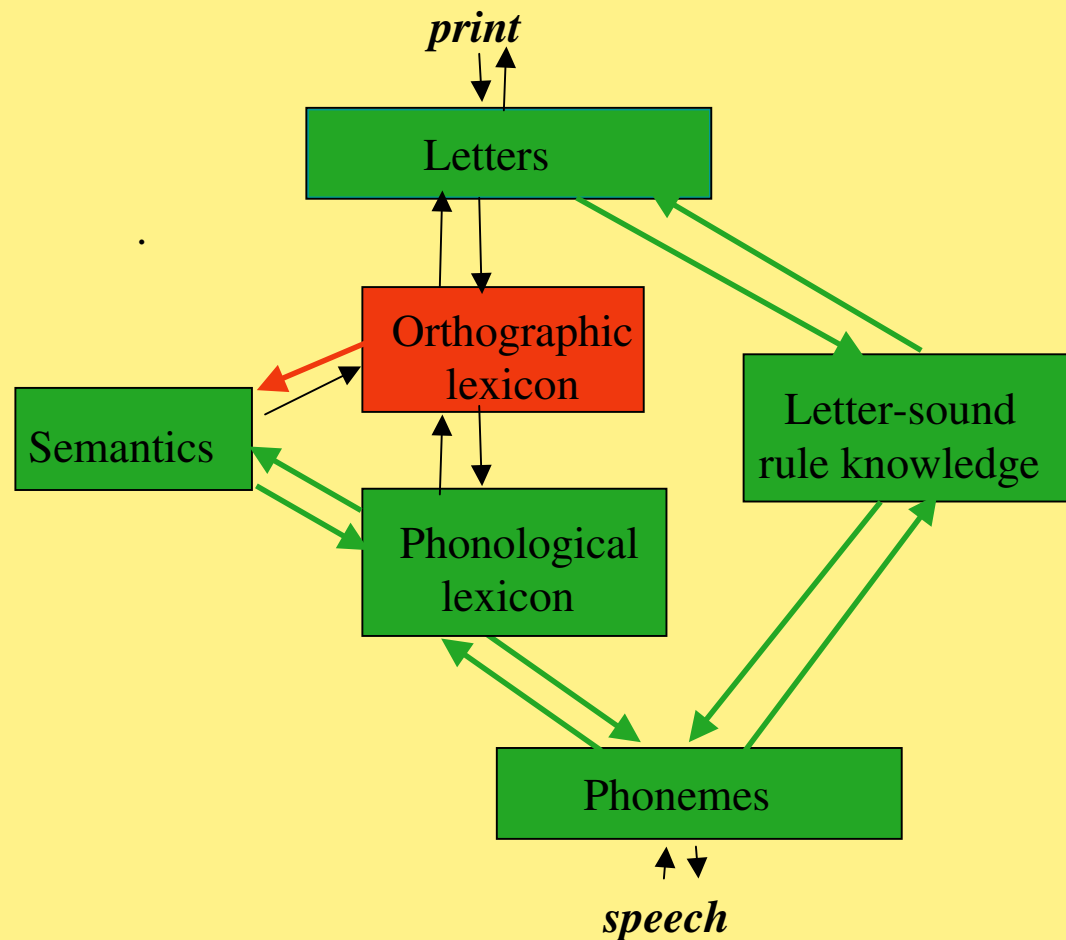 print
Letters
.
Orthographic
lexicon
Semantics
Letter-sound
rule knowledge
Phonological
lexicon
Phonemes
speech